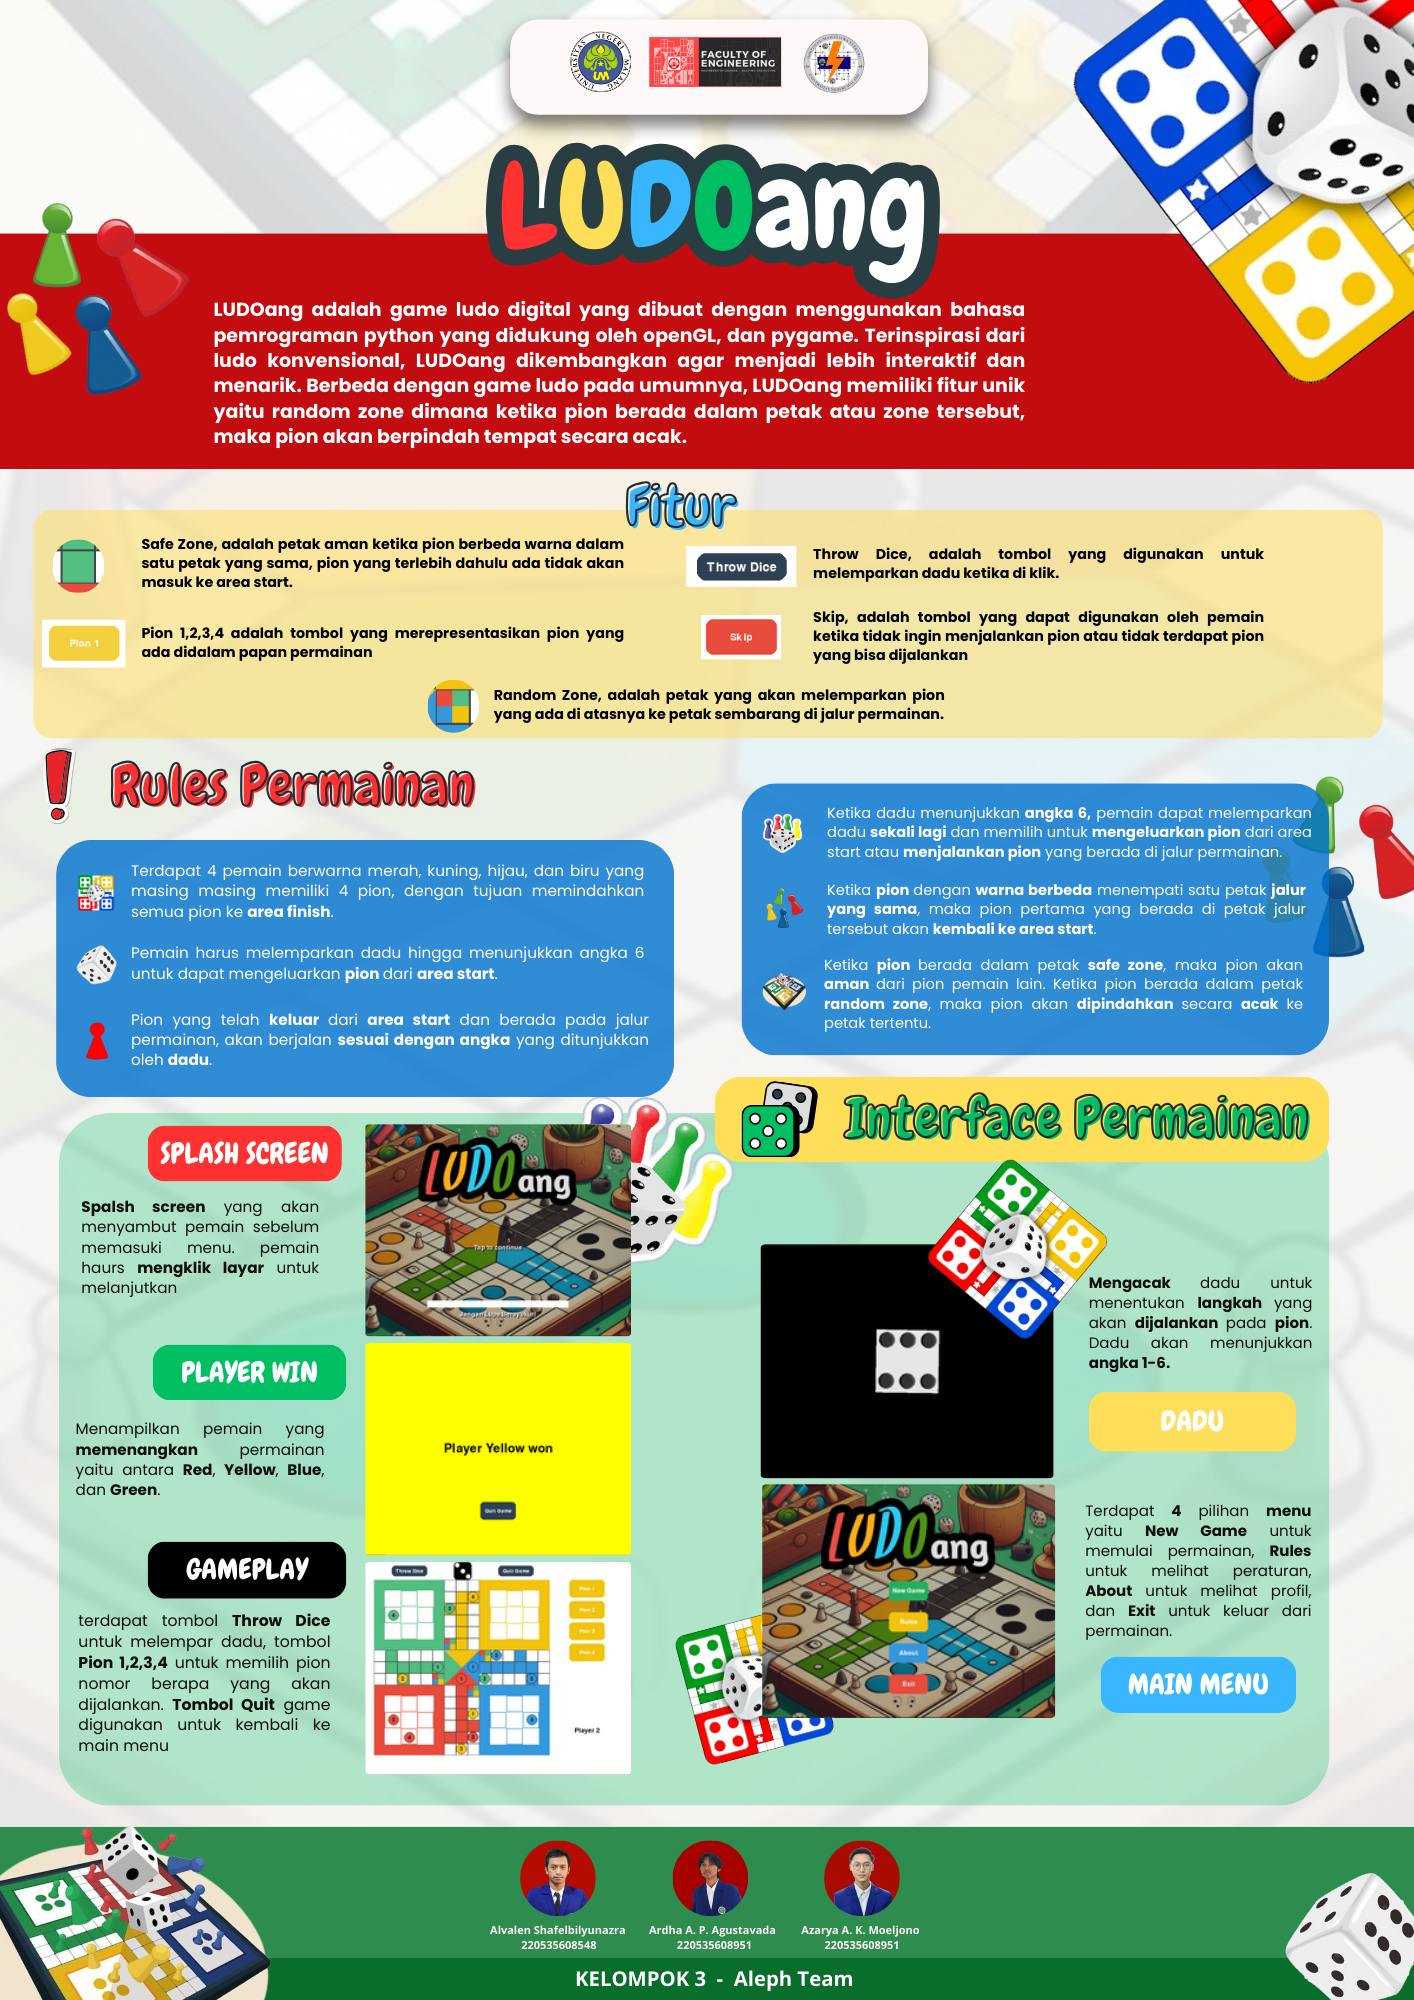 UNIVERSITAS NEGERI MALANG
UM
FACULTY OF
ENGINEERING
LUDOang
LUDOang adalah game ludo digital yang dibuat dengan menggunakan bahasa
pemrograman python yang didukung oleh openGL, dan pygame. Terinspirasi dari
ludo konvensional, LUDOang dikembangkan agar menjadi lebih interaktif dan
menarik. Berbeda dengan game ludo pada umumnya, LUDOang memiliki fitur unik
yaitu random zone dimana ketika pion berada dalam petak atau zone tersebut,
maka pion akan berpindah tempat secara acak.
Fitur
Safe Zone, adalah petak aman ketika pion berbeda warna dalam
satu petak yang sama, pion yang terlebih dahulu ada tidak akan
masuk ke area start.
Pion 1
Pion 1,2,3,4 adalah tombol yang merepresentasikan pion yang
ada didalam papan permainan
Throw Dice
Throw Dice, adalah tombol yang digunakan untuk
melemparkan dadu ketika di klik.
Skip
Skip, adalah tombol yang dapat digunakan oleh pemain
ketika tidak ingin menjalankan pion atau tidak terdapat pion
yang bisa dijalankan
Random Zone, adalah petak yang akan melemparkan pion
yang ada di atasnya ke petak sembarang di jalur permainan.
Rules Permainan
Terdapat 4 pemain berwarna merah, kuning, hijau, dan biru yang
masing masing memiliki 4 pion, dengan tujuan memindahkan
semua pion ke area finish.
Pemain harus melemparkan dadu hingga menunjukkan angka 6
untuk dapat mengeluarkan pion dari area start.
Pion yang telah keluar dari area start dan berada pada jalur
permainan, akan berjalan sesuai dengan angka yang ditunjukkan
oleh dadu.
Ketika dadu menunjukkan angka 6, pemain dapat melemparkan
dadu sekali lagi dan memilih untuk mengeluarkan pion dari area
start atau menjalankan pion yang berada di jalur permainan.
Ketika pion dengan warna berbeda menempati satu petak jalur
yang sama, maka pion pertama yang berada di petak jalur
tersebut akan kembali ke area start.
Ketika pion berada dalam petak safe zone, maka pion akan
aman dari pion pemain lain. Ketika pion berada dalam petak
random zone, maka pion akan dipindahkan secara acak ke
petak tertentu.
Interface Permainan
SPLASH SCREEN
Spalsh screen yang akan
menyambut pemain sebelum
memasuki menu. pemain
haurs mengklik layar untuk
melanjutkan
LUDOang
Tap to continue
PLAYER WIN
Menampilkan pemain yang
memenangkan permainan
yaitu antara Red, Yellow, Blue,
dan Green.
Player Yellow won
Quit Game
GAMEPLAY
terdapat tombol Throw Dice
untuk melempar dadu, tombol
Pion 1,2,3,4 untuk memilih pion
nomor berapa yang akan
dijalankan. Tombol Quit game
digunakan untuk kembali ke
main menu
Throw Dice
Quit Game
Pion 1
Pion 2
Pion 3
Pion 4
Player 2
Mengacak dadu untuk
menentukan langkah yang
akan dijalankan pada pion.
Dadu akan menunjukkan
angka 1-6.
DADU
LUDOang
New Game
Rules
About
Exit
Terdapat 4 pilihan menu
yaitu New Game untuk
memulai permainan, Rules
untuk melihat peraturan,
About untuk melihat profil,
dan Exit untuk keluar dari
permainan.
MAIN MENU
Alvalen Shafelbilyunazra
220535608548
Ardha A. P. Agustavada
220535608951
Azarya A. K. Moeljono
220535608951
KELOMPOK 3 - Aleph Team